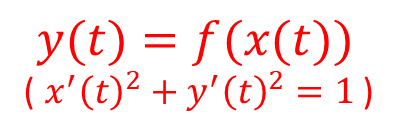 y(t) = f(x(t))
( x′(t)² + y′(t)² = 1 )